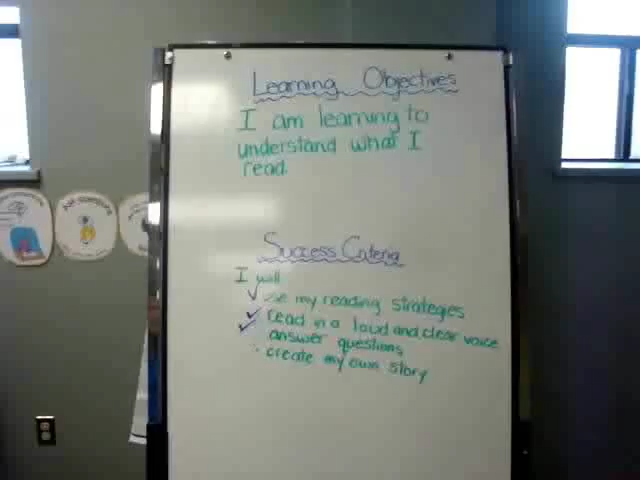 Learning Objectives
I am learning to
understand what I
read.
Success Criteria
I will
use my reading strategies
read in a loud and clear voice
answer questions
create my own story